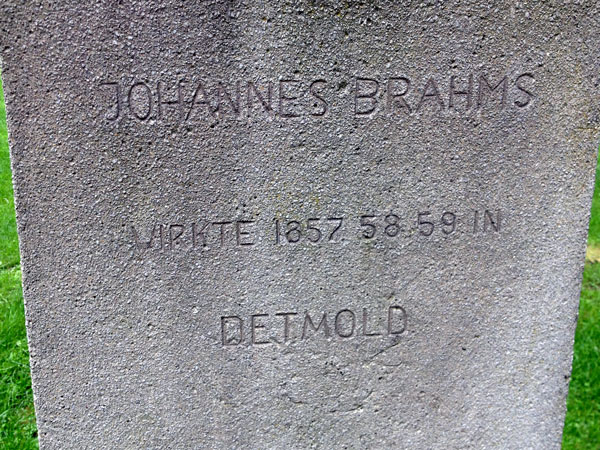 JOHANNES BRAHMS
WIRKTE 1857 58 59 IN
DETMOLD